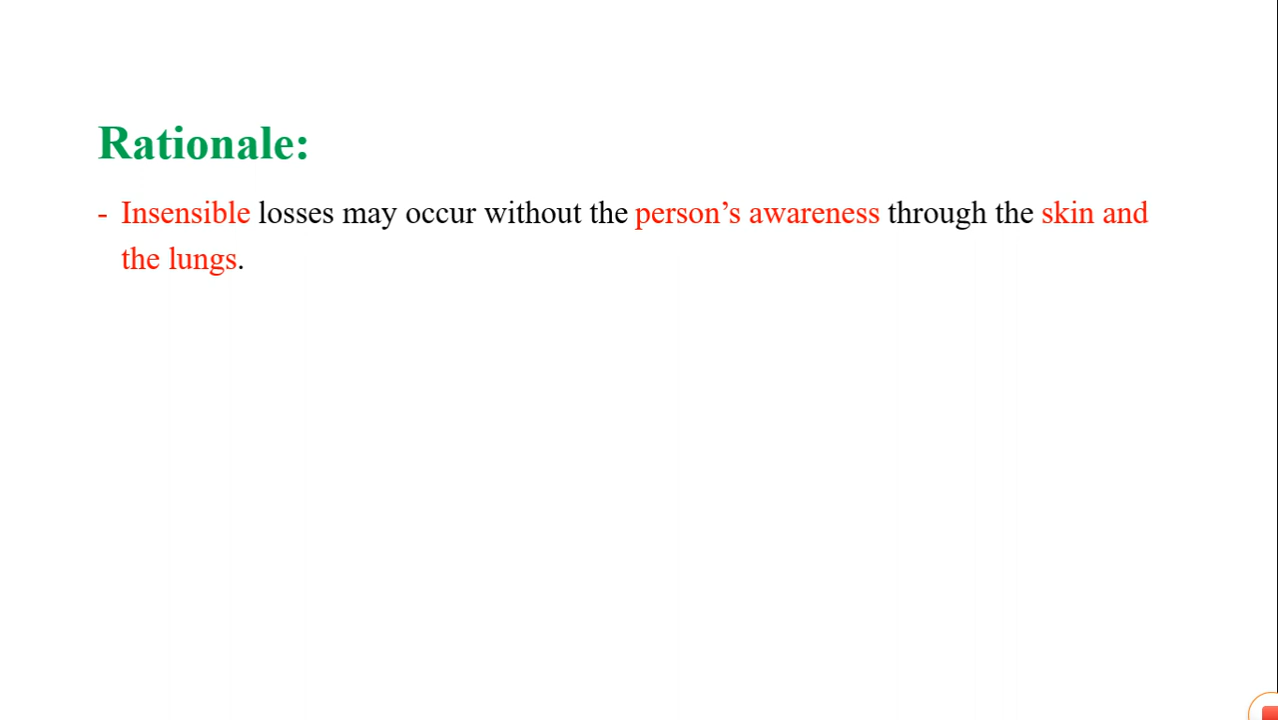 Rationale:
- Insensible losses may occur without the person’s awareness through the skin and
the lungs.